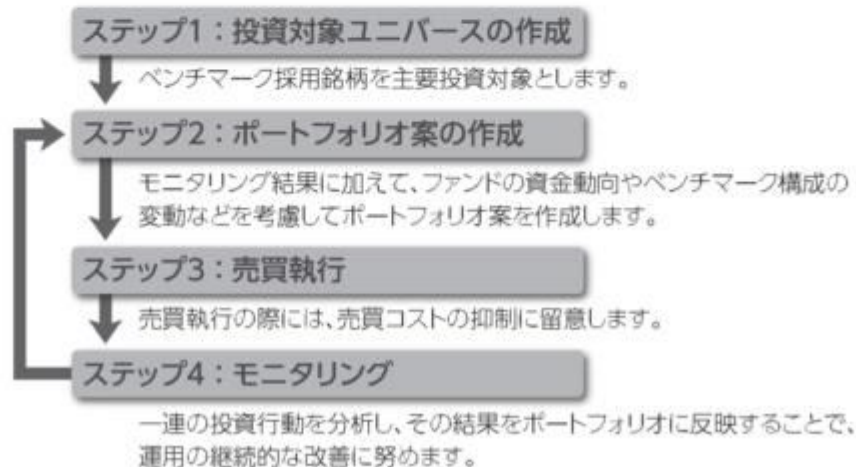 ステップ1：投資対象ユニバースの作成
ベンチマーク採用銘柄を主要投資対象とします。
ステップ2：ポートフォリオ案の作成
モニタリング結果に加えて、ファンドの資金動向やベンチマーク構成の
変動などを考慮してポートフォリオ案を作成します。
ステップ3：売買執行
売買執行の際には、売買コストの抑制に留意します。
ステップ4：モニタリング
一連の投資行動を分析し、その結果をポートフォリオに反映することで、
運用の継続的な改善に努めます。